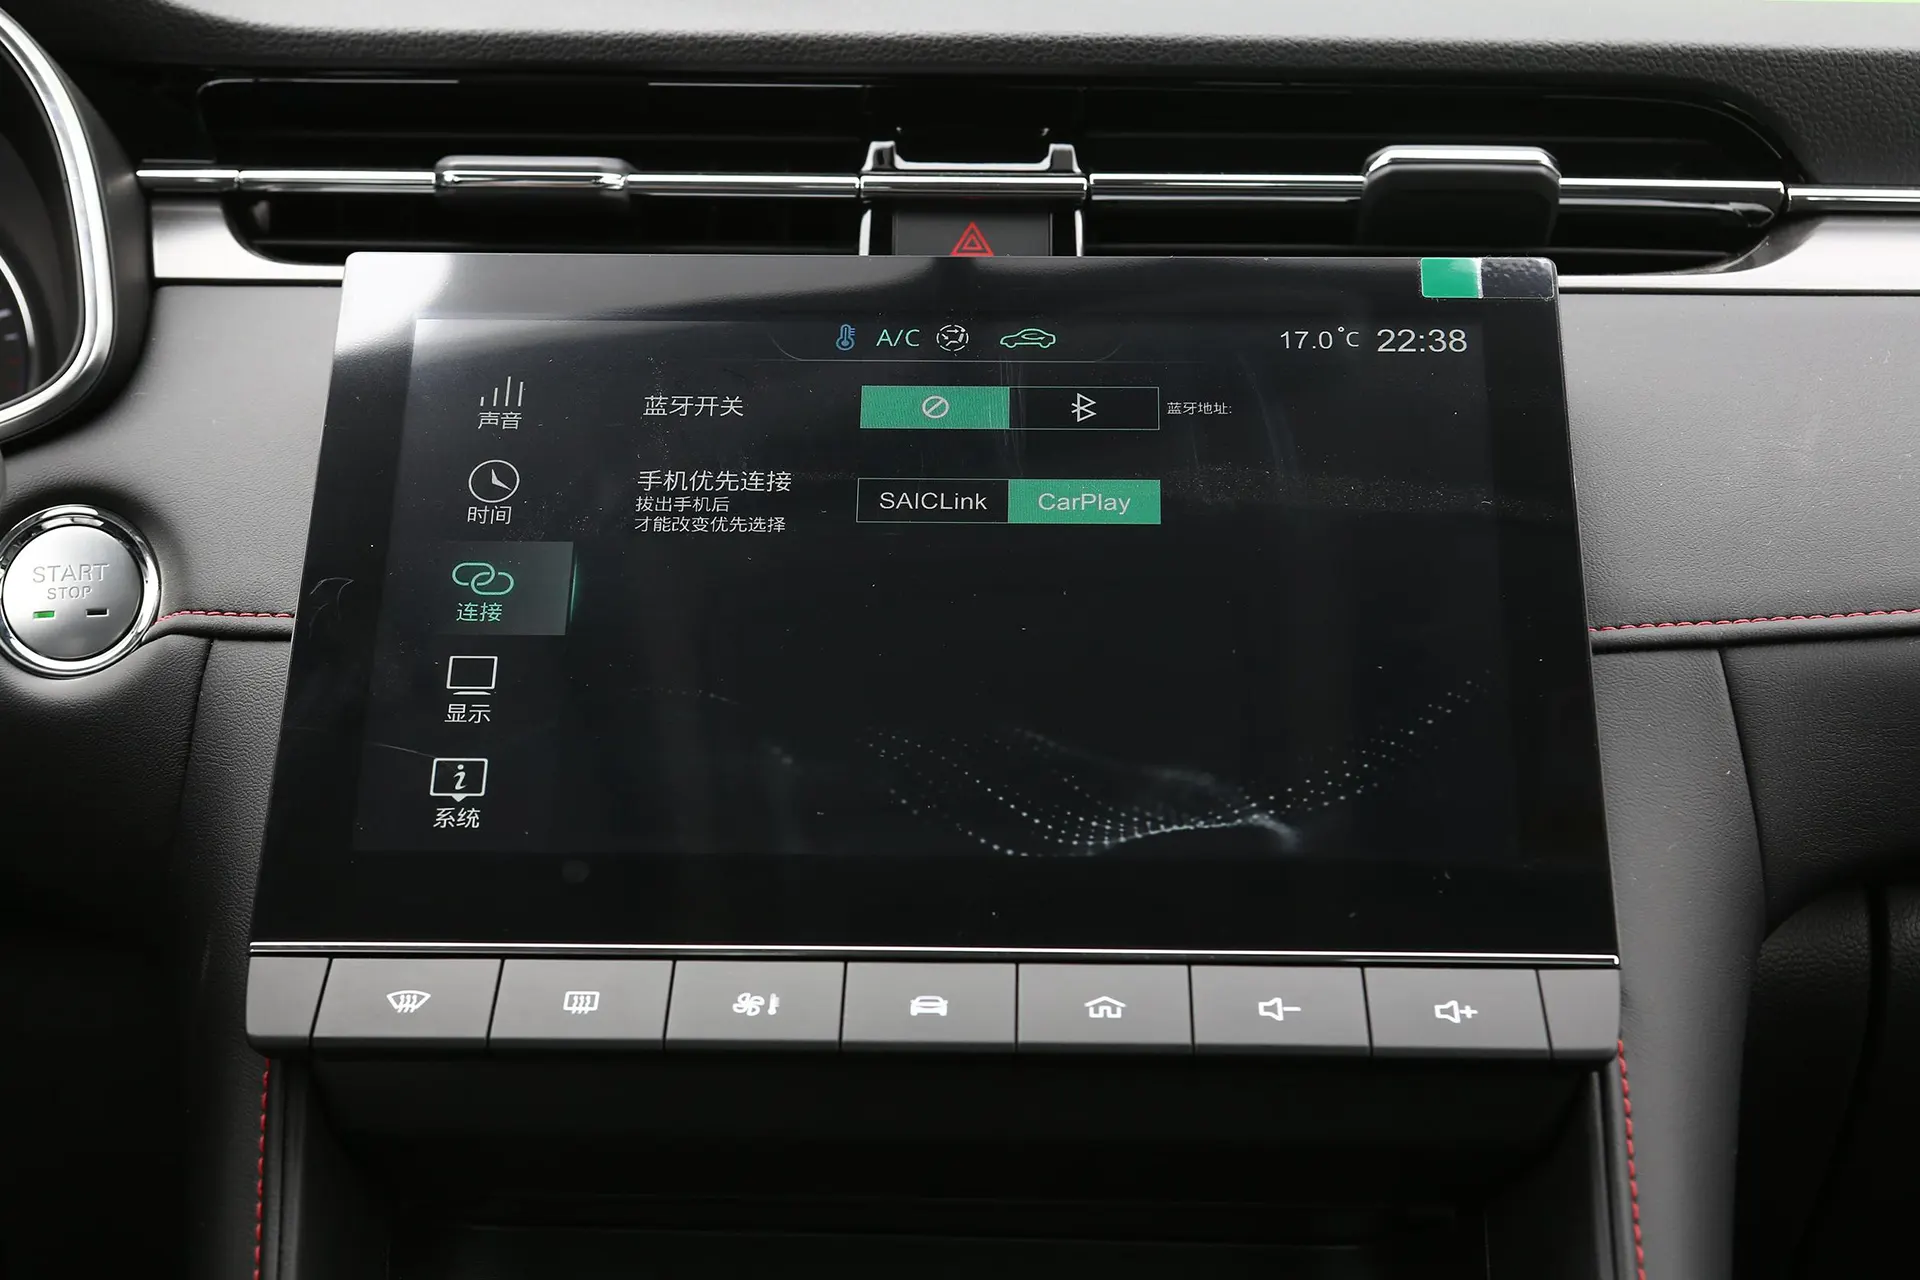 A/C
17.0°C 22:38
声音
蓝牙开关
蓝牙地址:
时间
手机优先连接
拔出手机后
才能改变优先选择
SAICLink
CarPlay
START
STOP
连接
显示
系统